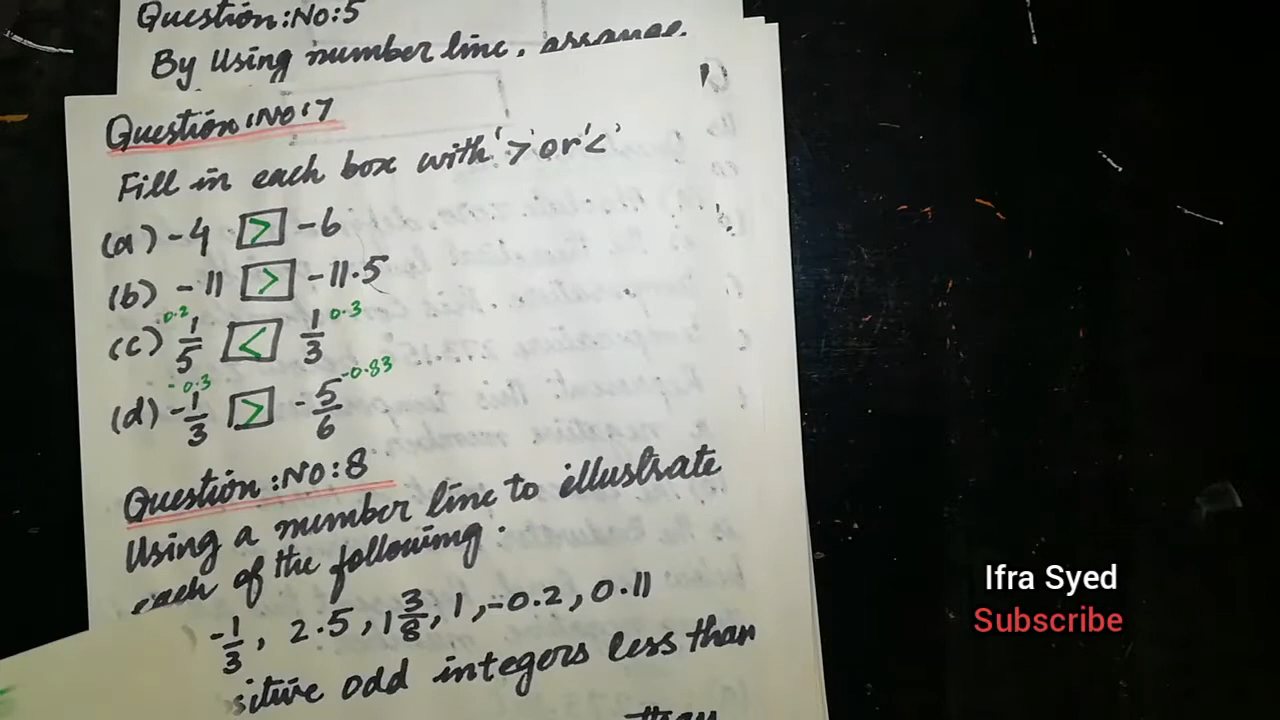 Question:No:5
By Using number line, arrange.
Question:No:7
Fill in each box with '>' or '<'
(a) -4 > -6
(b) -11 > -11.5
0.2 0.3
(c) 1/5 < 1/3
-0.3 -0.83
(d) -1/3 > -5/6
Question:No:8
Using a number line to illustrate
each of the following:
-1/3, 2.5, 1 3/8, 1, -0.2, 0.11
sitive odd integers less than
than
Ifra Syed
Subscribe